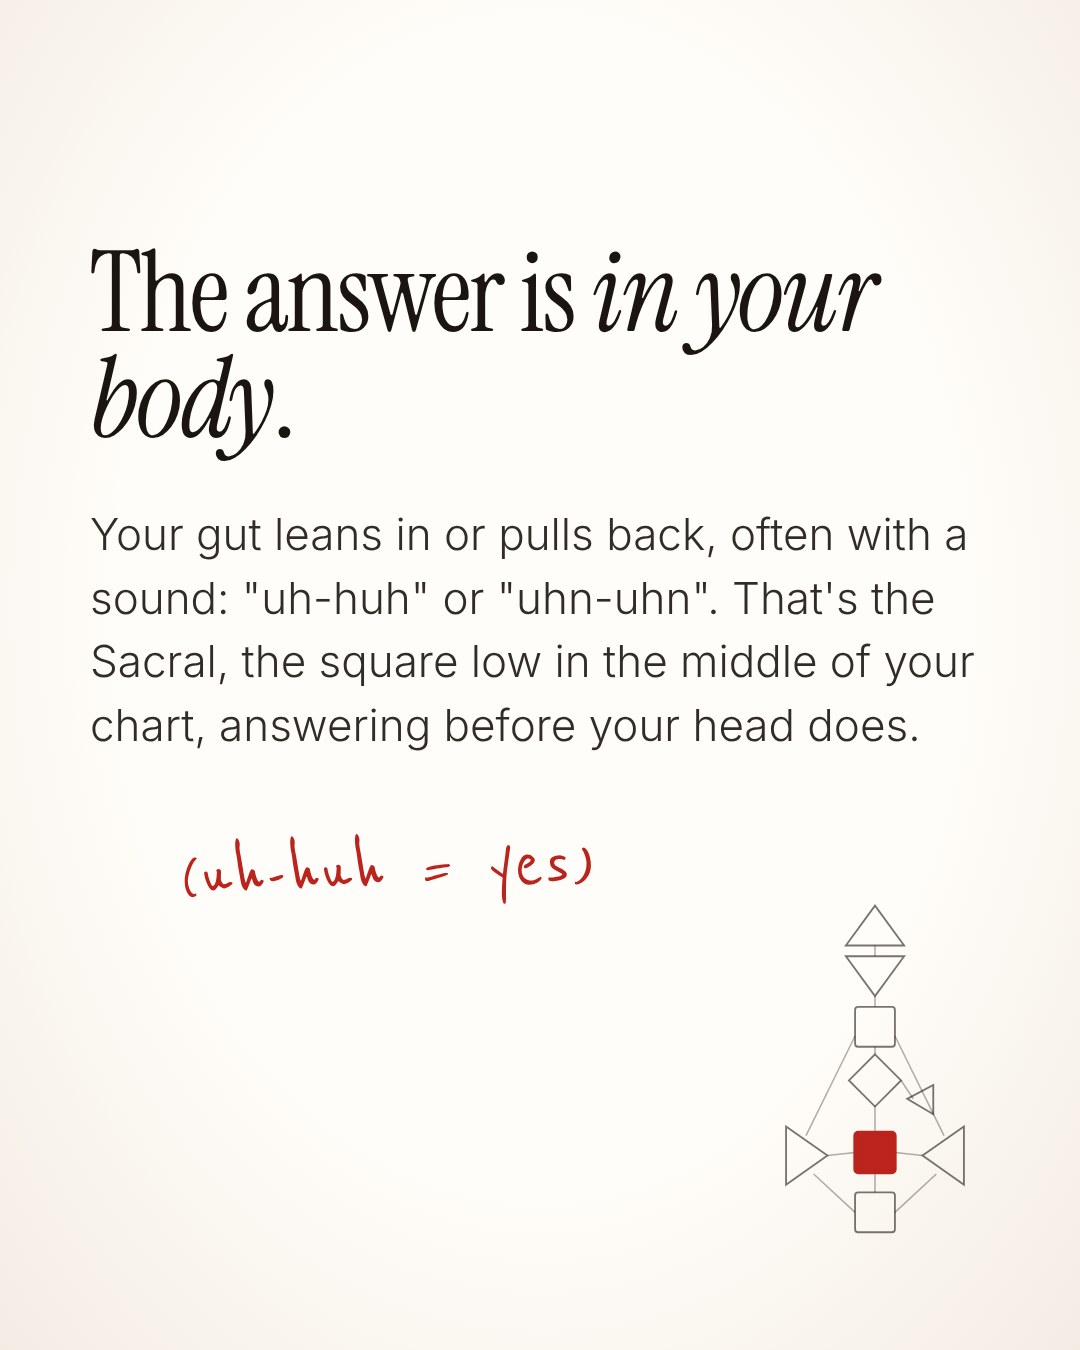 The answer is in your
body.
Your gut leans in or pulls back, often with a
sound: "uh-huh" or "uhn-uhn". That's the
Sacral, the square low in the middle of your
chart, answering before your head does.
(uh-huh = yes)